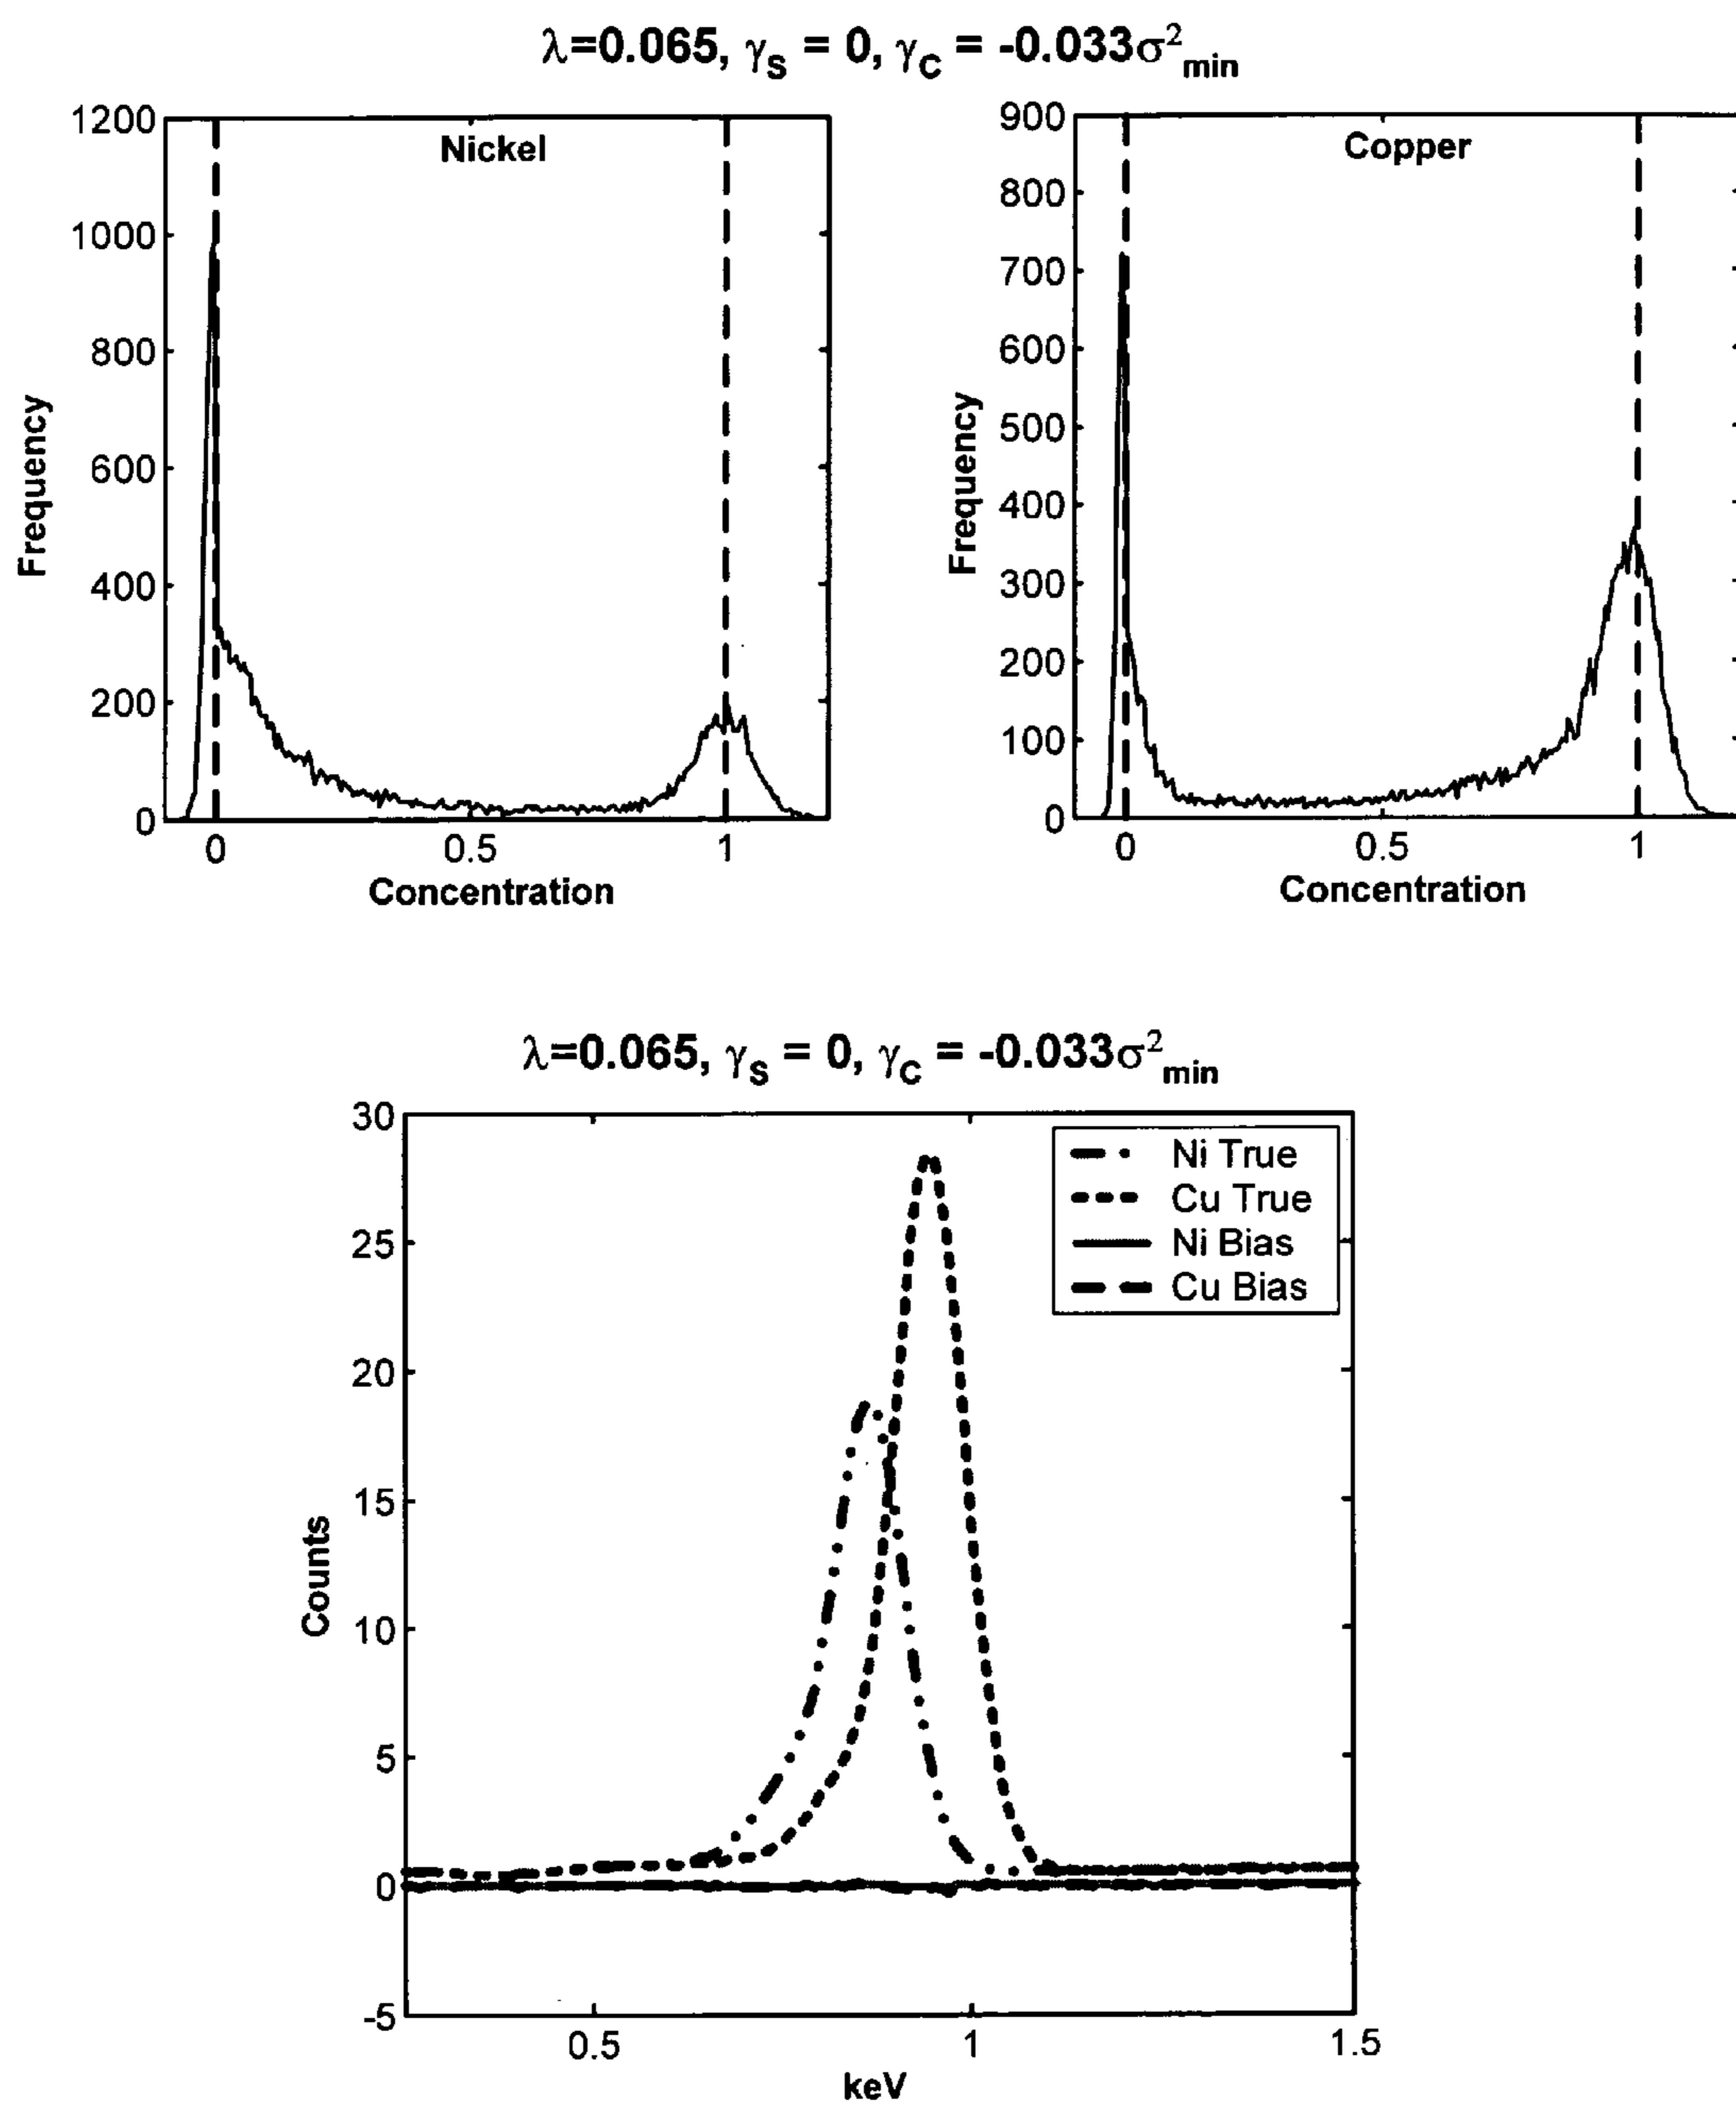 λ=0.065, γS = 0, γC = -0.033σ²min
Nickel
1200
1000
800
600
400
200
0
Frequency
0 0.5 1
Concentration
Copper
900
800
700
600
500
400
300
200
100
0
Frequency
0 0.5 1
Concentration
λ=0.065, γS = 0, γC = -0.033σ²min
30
25
20
15
10
5
0
-5
Counts
Ni True
Cu True
Ni Bias
Cu Bias
0.5 1 1.5
keV